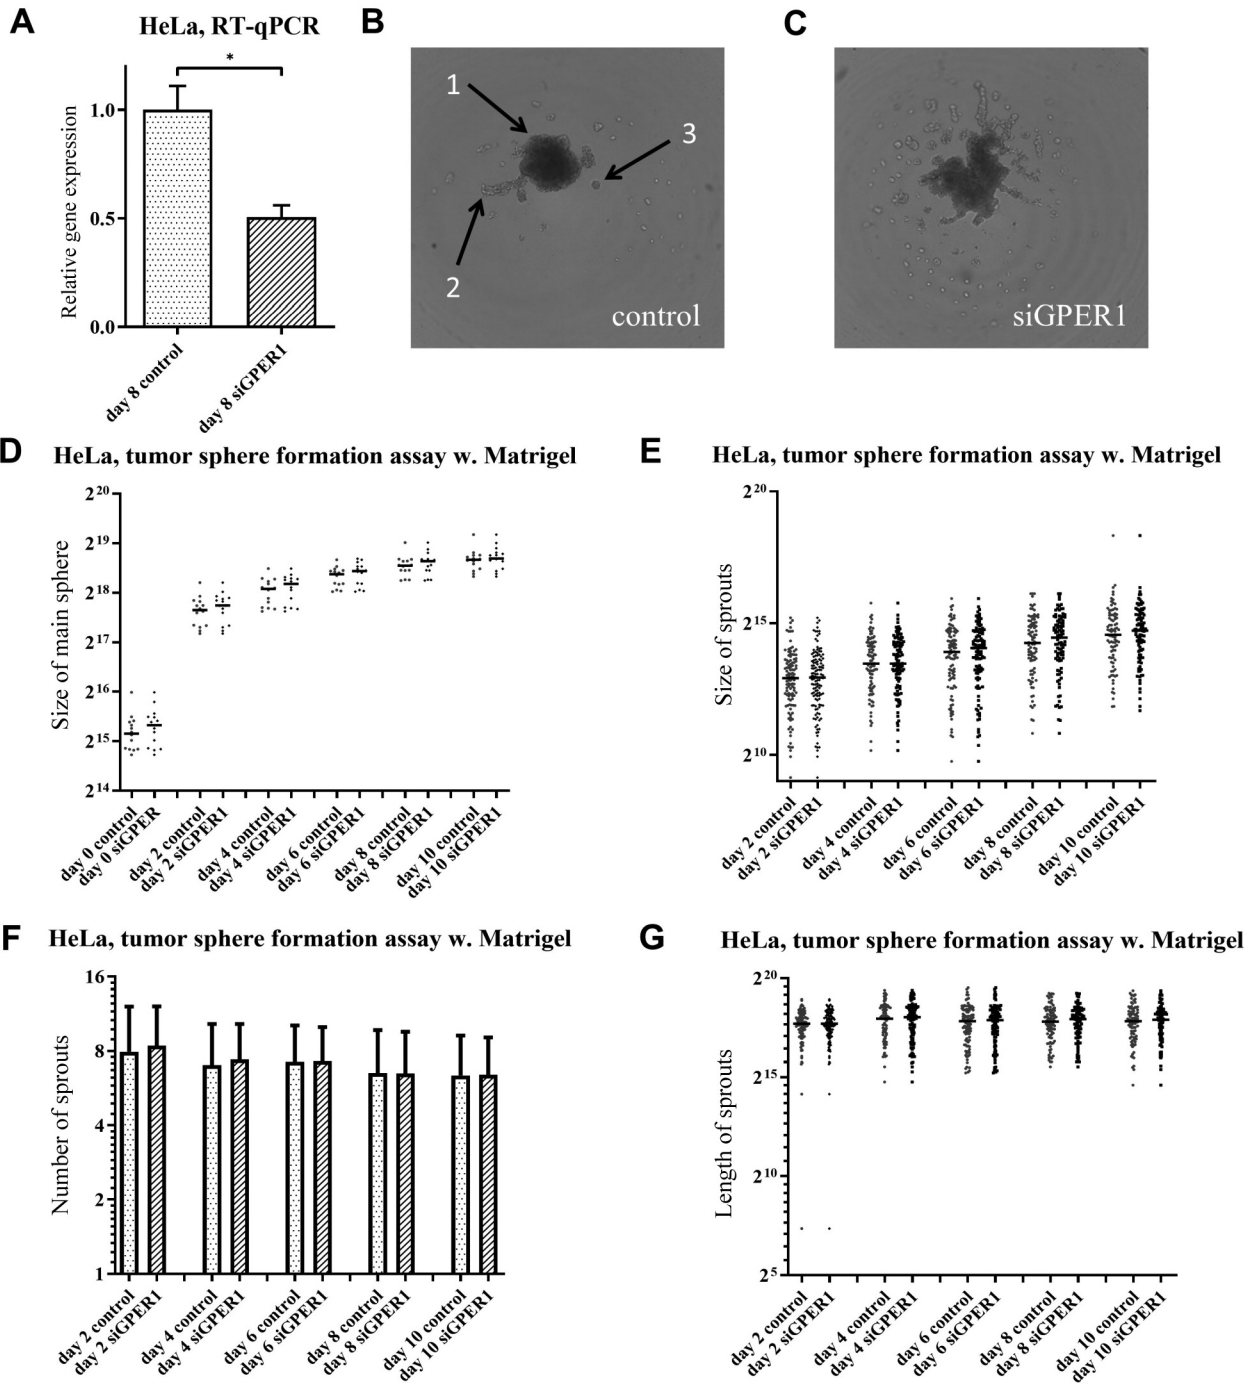 A
HeLa, RT-qPCR
*
Relative gene expression
1.0
0.5
0.0
day 8 control
day 8 siGPER1
B
1
2
3
control
C
siGPER1
D
HeLa, tumor sphere formation assay w. Matrigel
Size of main sphere
2^20
2^19
2^18
2^17
2^16
2^15
2^14
day 0 control
day 0 siGPER
day 2 control
day 2 siGPER1
day 4 control
day 4 siGPER1
day 6 control
day 6 siGPER1
day 8 control
day 8 siGPER1
day 10 control
day 10 siGPER1
E
HeLa, tumor sphere formation assay w. Matrigel
Size of sprouts
2^20
2^15
2^10
day 2 control
day 2 siGPER1
day 4 control
day 4 siGPER1
day 6 control
day 6 siGPER1
day 8 control
day 8 siGPER1
day 10 control
day 10 siGPER1
F
HeLa, tumor sphere formation assay w. Matrigel
Number of sprouts
16
8
4
2
1
day 2 control
day 2 siGPER1
day 4 control
day 4 siGPER1
day 6 control
day 6 siGPER1
day 8 control
day 8 siGPER1
day 10 control
day 10 siGPER1
G
HeLa, tumor sphere formation assay w. Matrigel
Length of sprouts
2^20
2^15
2^10
2^5
day 2 control
day 2 siGPER1
day 4 control
day 4 siGPER1
day 6 control
day 6 siGPER1
day 8 control
day 8 siGPER1
day 10 control
day 10 siGPER1